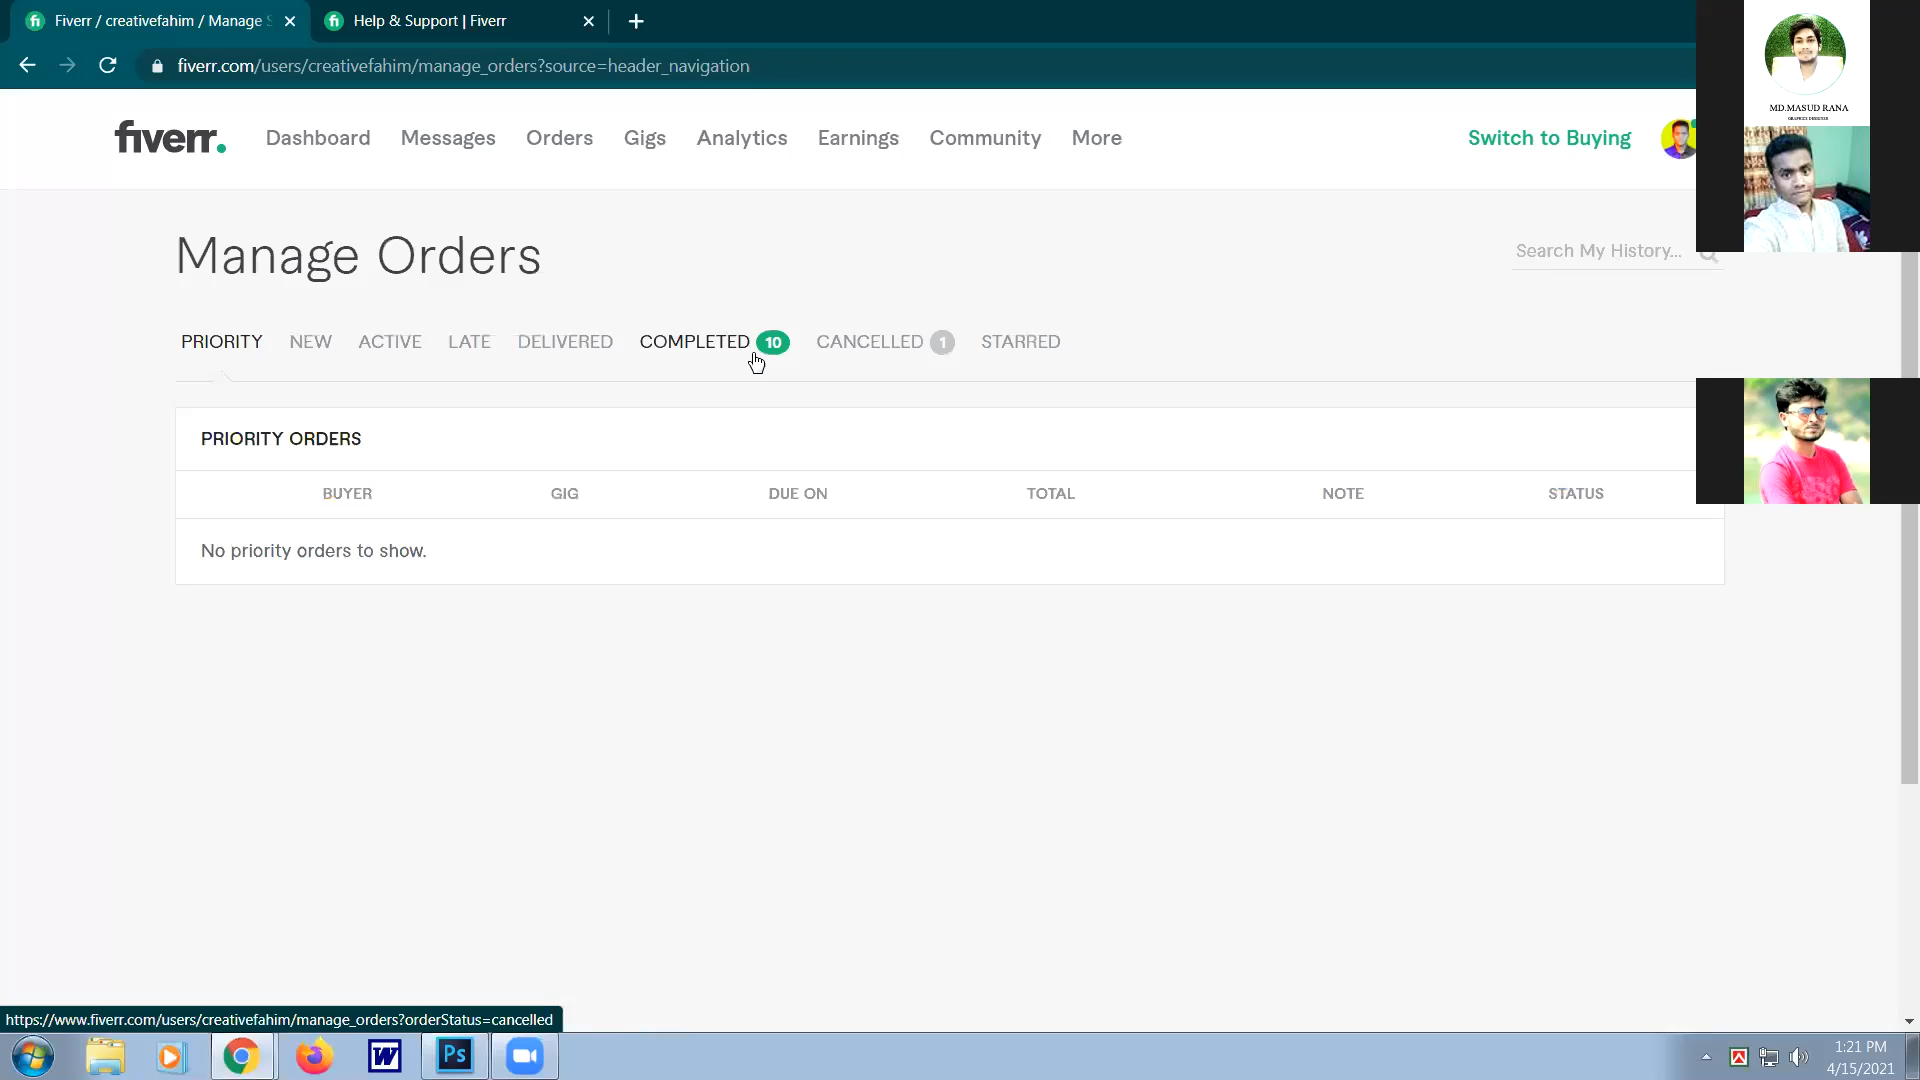 Fiverr / creativefahim / Manage S
Help & Support | Fiverr
fiverr.com/users/creativefahim/manage_orders?source=header_navigation
MD.MASUD RANA
GRAPHICS DESIGNER
fiverr.
Dashboard
Messages
Orders
Gigs
Analytics
Earnings
Community
More
Switch to Buying
Manage Orders
Search My History...
PRIORITY
NEW
ACTIVE
LATE
DELIVERED
COMPLETED 10
CANCELLED 1
STARRED
PRIORITY ORDERS
BUYER
GIG
DUE ON
TOTAL
NOTE
STATUS
No priority orders to show.
https://www.fiverr.com/users/creativefahim/manage_orders?orderStatus=cancelled
W
Ps
1:21 PM
4/15/2021